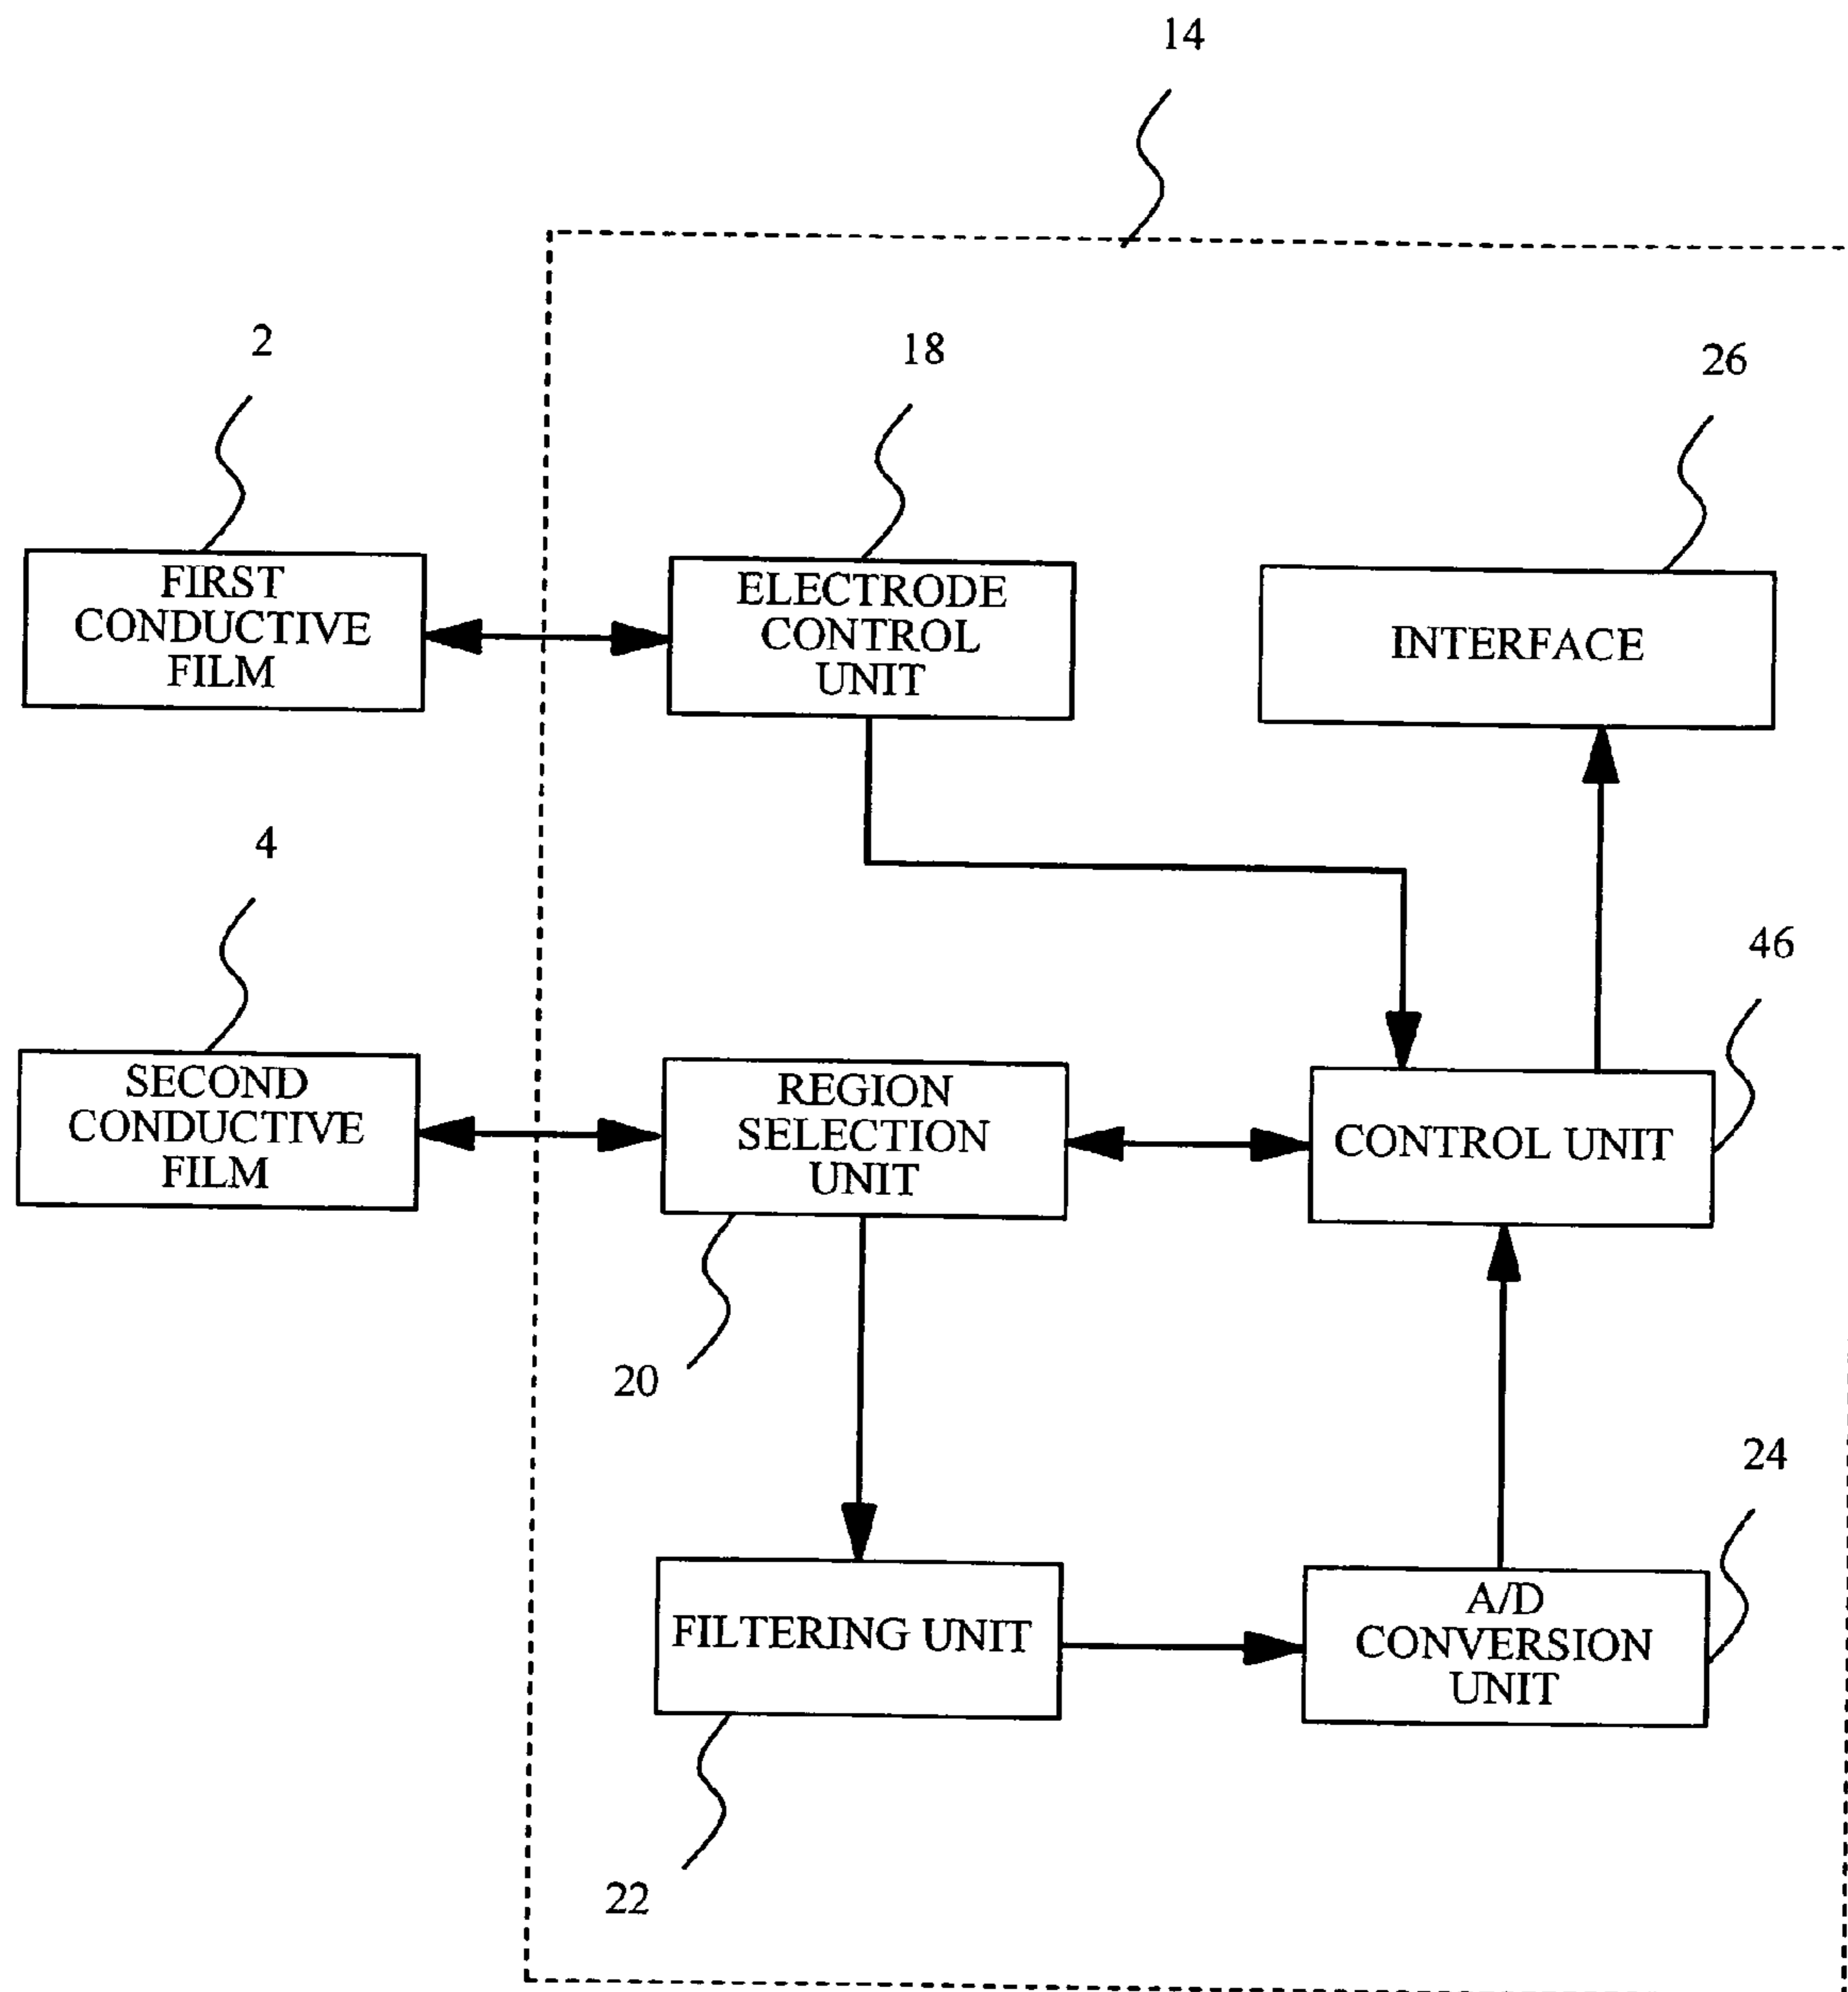 14
2
18
26
FIRST
CONDUCTIVE
FILM
ELECTRODE
CONTROL
UNIT
INTERFACE
4
46
SECOND
CONDUCTIVE
FILM
REGION
SELECTION
UNIT
CONTROL UNIT
20
24
FILTERING UNIT
A/D
CONVERSION
UNIT
22